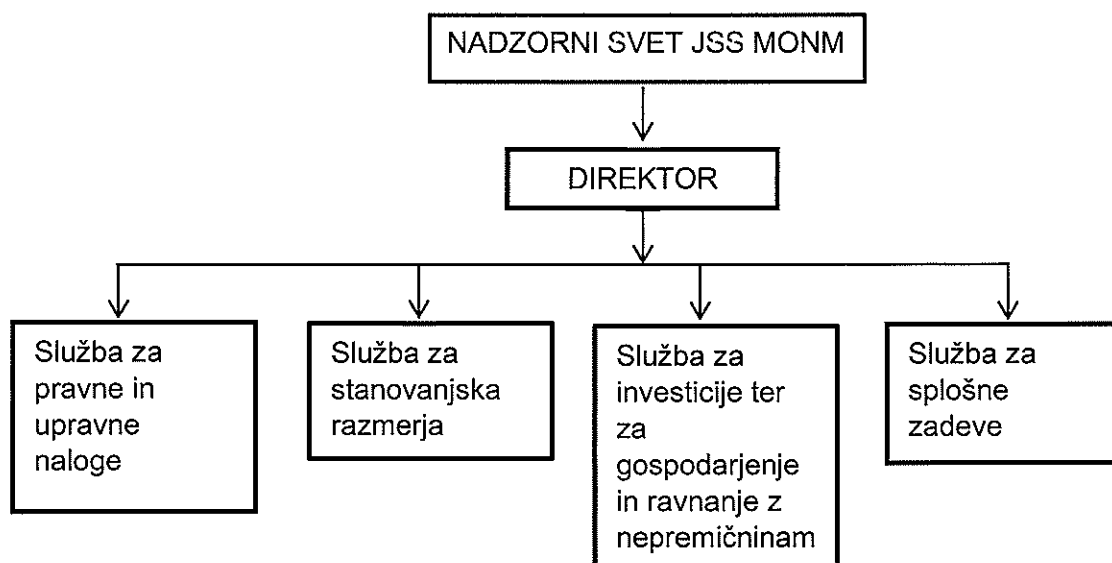 NADZORNI SVET JSS MONM
DIREKTOR
Služba za
pravne in
upravne
naloge
Služba za
stanovanjska
razmerja
Služba za
investicije ter
za
gospodarjenje
in ravnanje z
nepremičninam
Služba za
splošne
zadeve